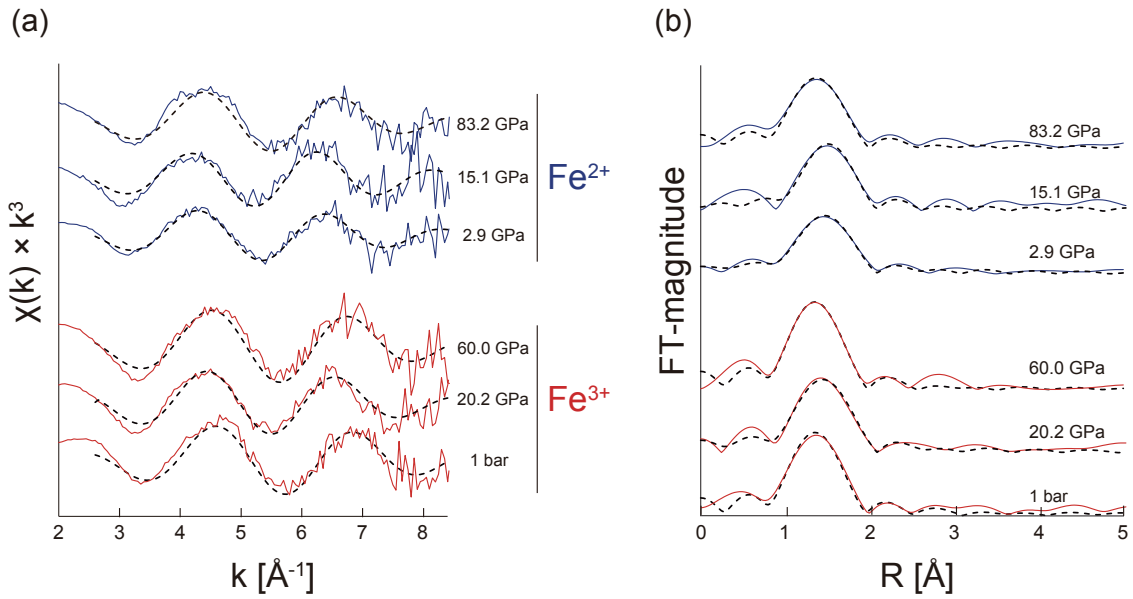 (a)
χ(k) × k³
83.2 GPa
15.1 GPa
2.9 GPa
Fe²⁺
60.0 GPa
20.2 GPa
1 bar
Fe³⁺
2 3 4 5 6 7 8
k [Å⁻¹]
(b)
FT-magnitude
83.2 GPa
15.1 GPa
2.9 GPa
60.0 GPa
20.2 GPa
1 bar
0 1 2 3 4 5
R [Å]